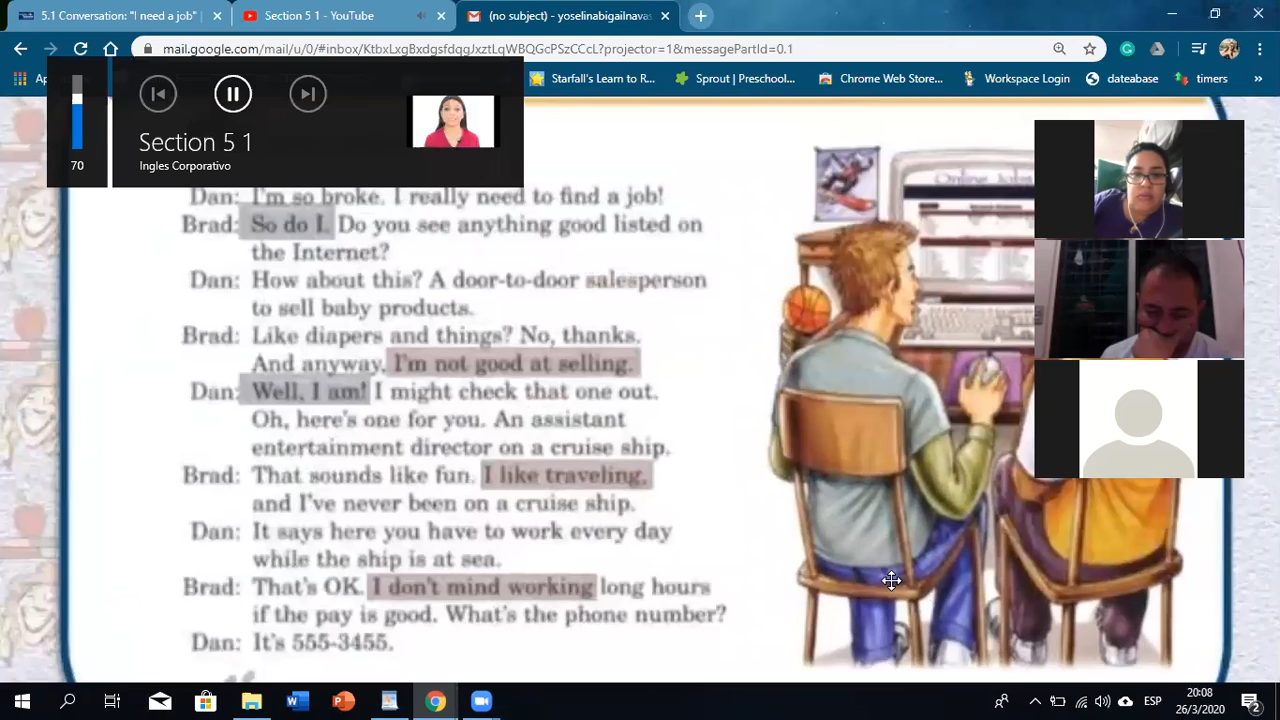 5.1 Conversation: "I need a job"
Section 5 1 - YouTube
(no subject) - yoselinabigailnavas
mail.google.com/mail/u/0/#inbox/KtbxLxgBxdgsfdqgJxztLqWBQGcPSzCCcL?projector=1&messagePartId=0.1
Starfall's Learn to R...
Sprout | Preschool...
Chrome Web Store...
Workspace Login
dateabase
timers
Section 5 1
70
Ingles Corporativo
Online Jobs
Dan: I'm so broke. I really need to find a job!
Brad: So do I. Do you see anything good listed on
the Internet?
Dan: How about this? A door-to-door salesperson
to sell baby products.
Brad: Like diapers and things? No, thanks.
And anyway, I'm not good at selling.
Dan: Well, I am! I might check that one out.
Oh, here's one for you. An assistant
entertainment director on a cruise ship.
Brad: That sounds like fun. I like traveling,
and I've never been on a cruise ship.
Dan: It says here you have to work every day
while the ship is at sea.
Brad: That's OK. I don't mind working long hours
if the pay is good. What's the phone number?
Dan: It's 555-3455.
ESP
20:08
26/3/2020
2